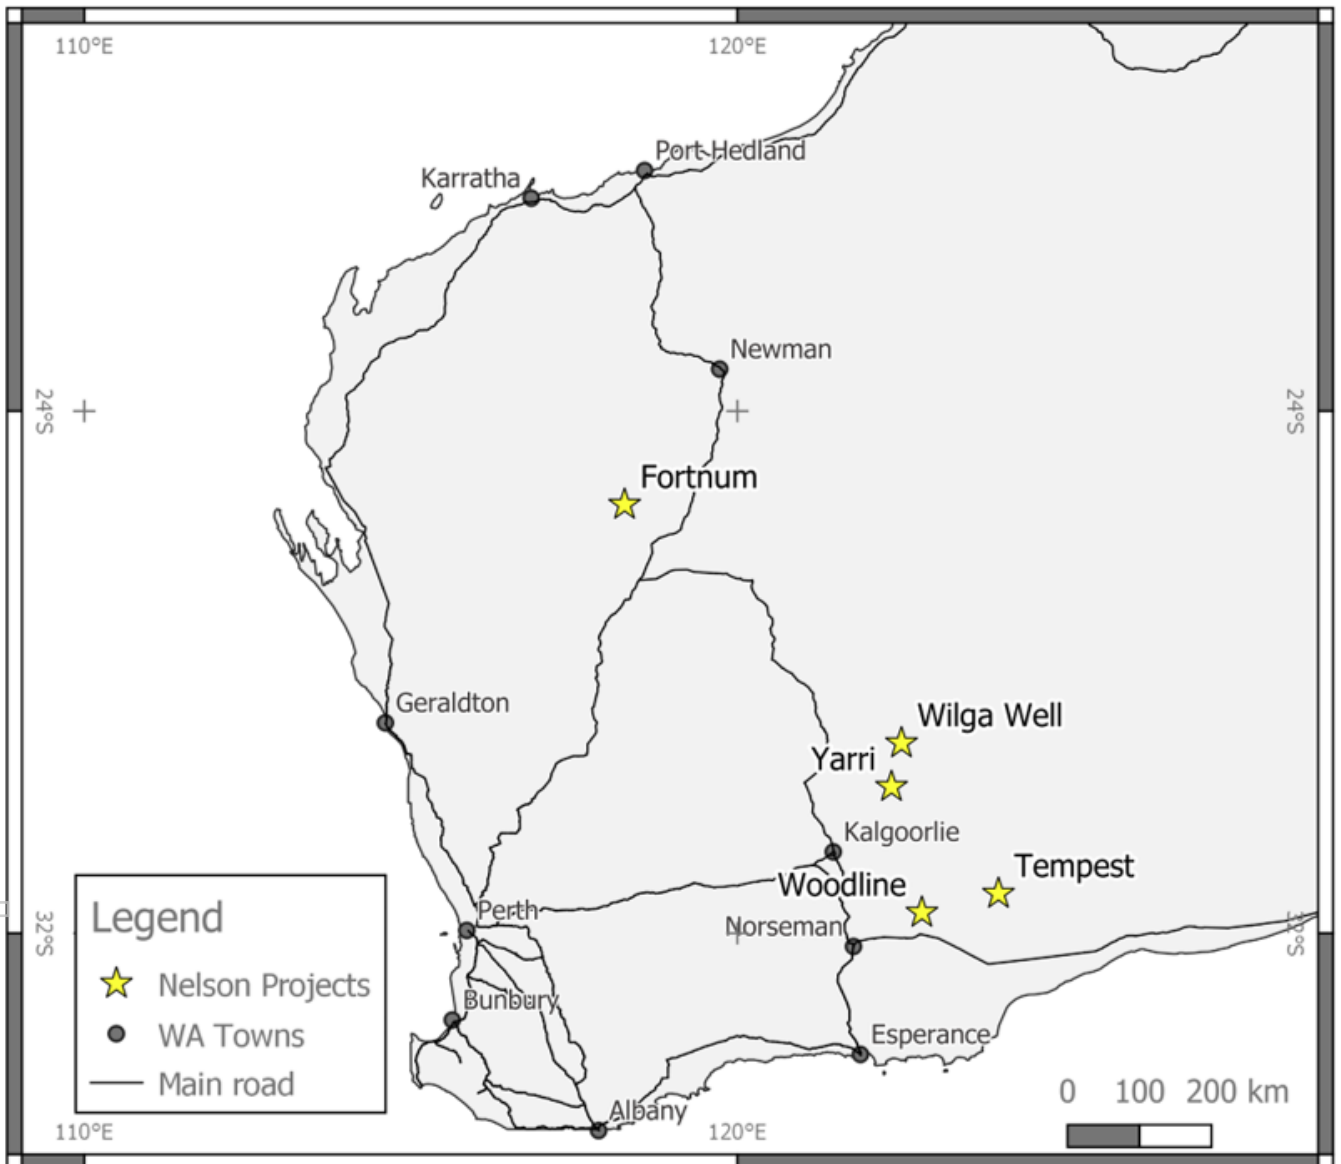 110°E
120°E
Port Hedland
Karratha
Newman
24°S
24°S
Fortnum
Geraldton
Wilga Well
Yarri
Kalgoorlie
Tempest
Woodline
Legend
Perth
Norseman
32°S
32°S
Nelson Projects
Bunbury
WA Towns
Esperance
Main road
0 100 200 km
Albany
110°E
120°E